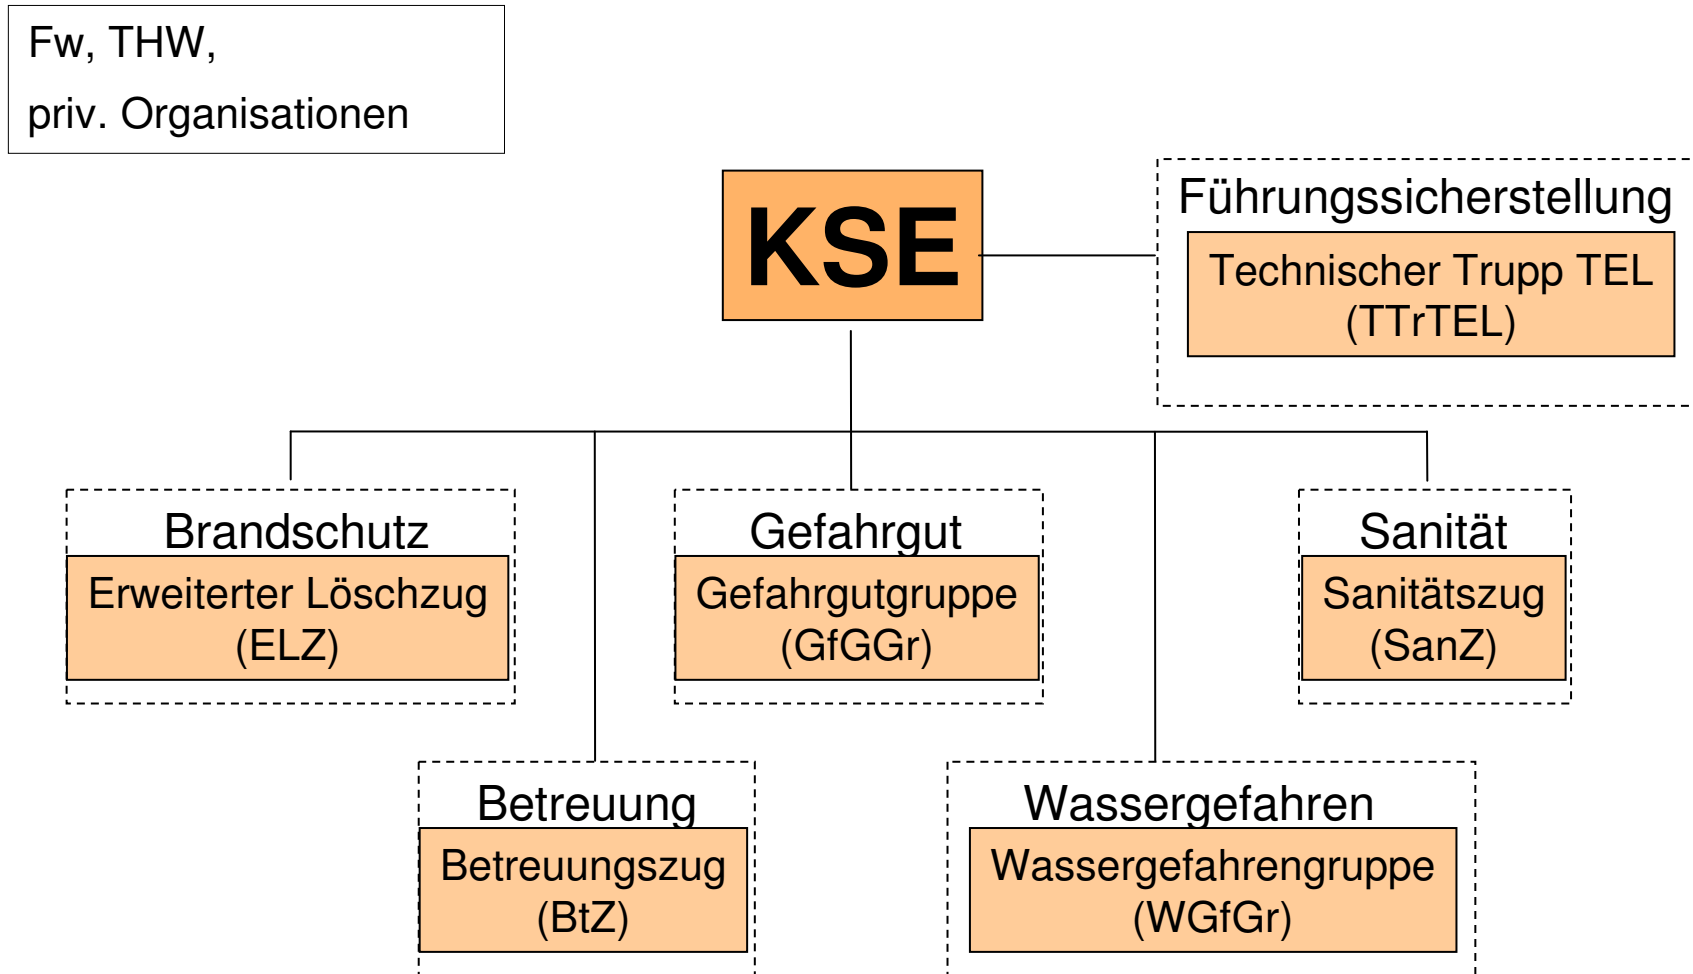 Fw, THW,
priv. Organisationen
KSE
Führungssicherstellung
Technischer Trupp TEL
(TTrTEL)
Brandschutz
Erweiterter Löschzug
(ELZ)
Gefahrgut
Gefahrgutgruppe
(GfGGr)
Sanität
Sanitätszug
(SanZ)
Betreuung
Betreuungszug
(BtZ)
Wassergefahren
Wassergefahrengruppe
(WGfGr)